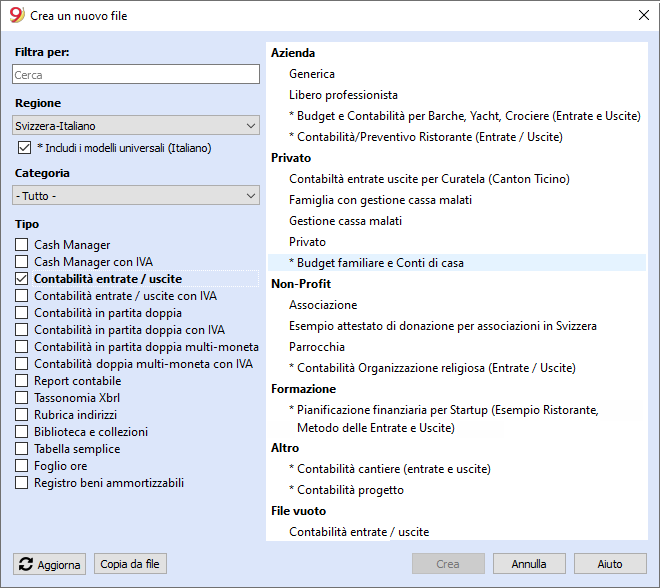 Crea un nuovo file
Filtra per:
Cerca
Regione
Svizzera-Italiano
* Includi i modelli universali (Italiano)
Categoria
- Tutto -
Tipo
Cash Manager
Cash Manager con IVA
Contabilità entrate / uscite
Contabilità entrate / uscite con IVA
Contabilità in partita doppia
Contabilità in partita doppia con IVA
Contabilità in partita doppia multi-moneta
Contabilità doppia multi-moneta con IVA
Report contabile
Tassonomia Xbrl
Rubrica indirizzi
Biblioteca e collezioni
Tabella semplice
Foglio ore
Registro beni ammortizzabili
Azienda
Generica
Libero professionista
* Budget e Contabilità per Barche, Yacht, Crociere (Entrate e Uscite)
* Contabilità/Preventivo Ristorante (Entrate / Uscite)
Privato
Contabiltà entrate uscite per Curatela (Canton Ticino)
Famiglia con gestione cassa malati
Gestione cassa malati
Privato
* Budget familiare e Conti di casa
Non-Profit
Associazione
Esempio attestato di donazione per associazioni in Svizzera
Parrocchia
* Contabilità Organizzazione religiosa (Entrate / Uscite)
Formazione
* Pianificazione finanziaria per Startup (Esempio Ristorante,
Metodo delle Entrate e Uscite)
Altro
* Contabilità cantiere (entrate e uscite)
* Contabilità progetto
File vuoto
Contabilità entrate / uscite
Aggiorna
Copia da file
Crea
Annulla
Aiuto